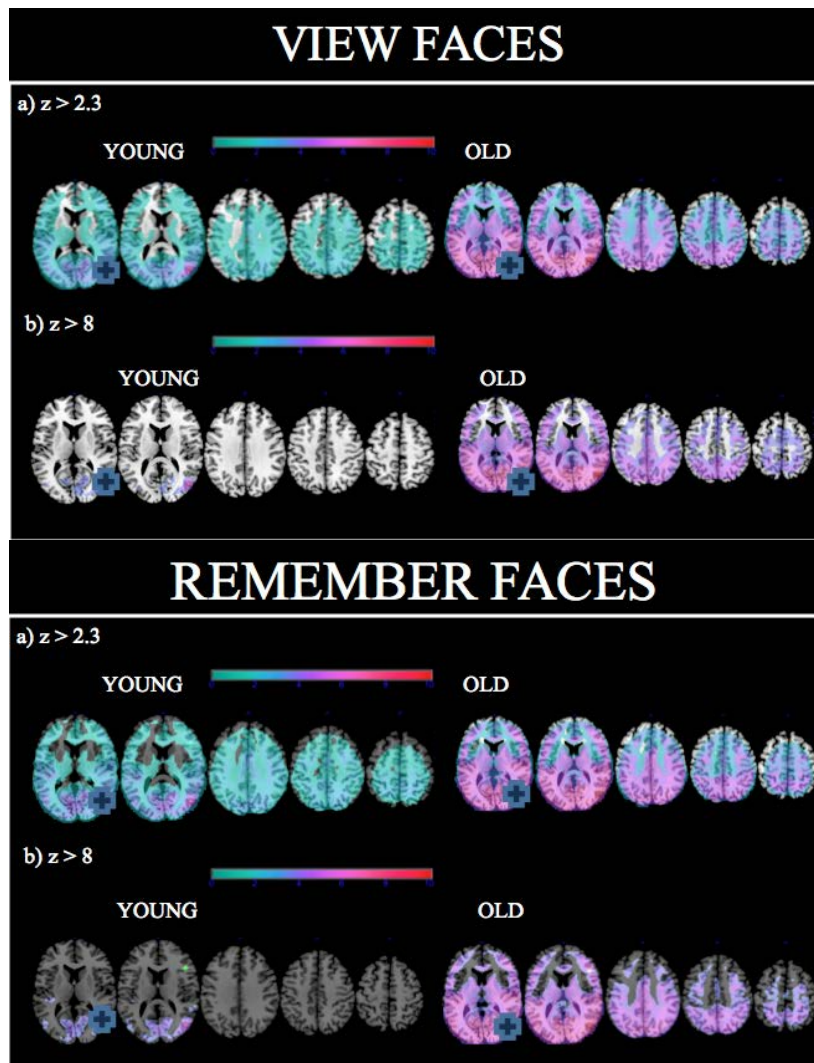 VIEW FACES
a) z > 2.3
YOUNG
OLD
b) z > 8
YOUNG
OLD
REMEMBER FACES
a) z > 2.3
YOUNG
OLD
b) z > 8
YOUNG
OLD